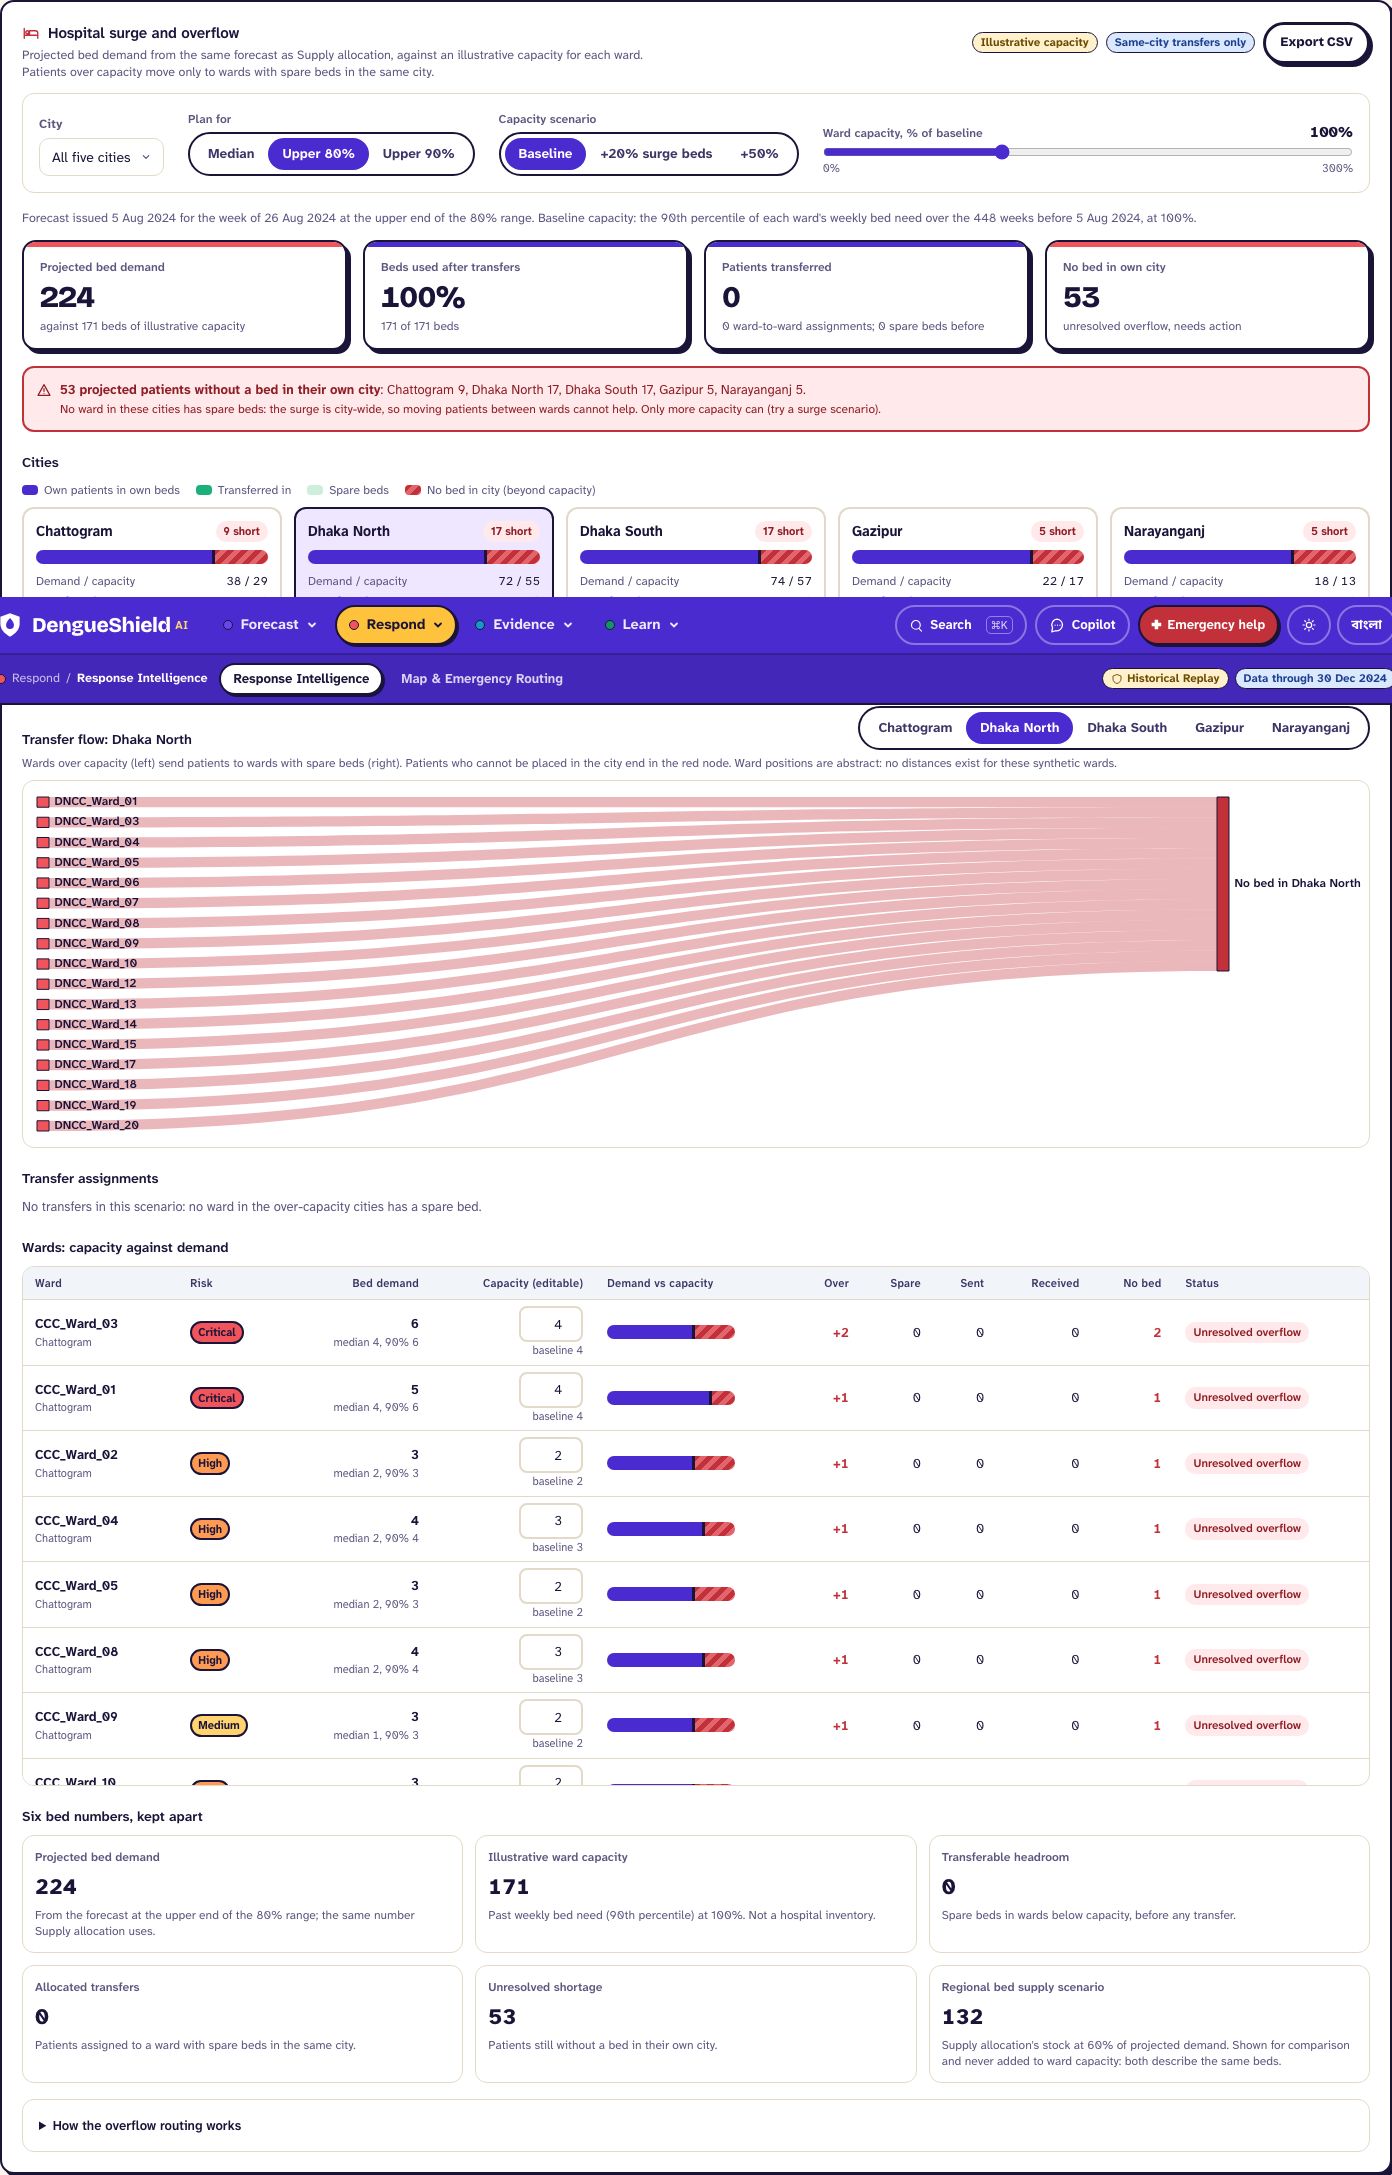 Hospital surge and overflow
Projected bed demand from the same forecast as Supply allocation, against an illustrative capacity for each ward.
Patients over capacity move only to wards with spare beds in the same city.
Illustrative capacity
Same-city transfers only
Export CSV
City
All five cities
Plan for
Median
Upper 80%
Upper 90%
Capacity scenario
Baseline
+20% surge beds
+50%
Ward capacity, % of baseline
100%
0%
300%
Forecast issued 5 Aug 2024 for the week of 26 Aug 2024 at the upper end of the 80% range. Baseline capacity: the 90th percentile of each ward's weekly bed need over the 448 weeks before 5 Aug 2024, at 100%.
Projected bed demand
224
against 171 beds of illustrative capacity
Beds used after transfers
100%
171 of 171 beds
Patients transferred
0
0 ward-to-ward assignments; 0 spare beds before
No bed in own city
53
unresolved overflow, needs action
53 projected patients without a bed in their own city: Chattogram 9, Dhaka North 17, Dhaka South 17, Gazipur 5, Narayanganj 5.
No ward in these cities has spare beds: the surge is city-wide, so moving patients between wards cannot help. Only more capacity can (try a surge scenario).
Cities
Own patients in own beds
Transferred in
Spare beds
No bed in city (beyond capacity)
Chattogram
9 short
Demand / capacity
38 / 29
Dhaka North
17 short
Demand / capacity
72 / 55
Dhaka South
17 short
Demand / capacity
74 / 57
Gazipur
5 short
Demand / capacity
22 / 17
Narayanganj
5 short
Demand / capacity
18 / 13
DengueShield AI
Forecast
Respond
Evidence
Learn
Search ⌘K
Copilot
Emergency help
বাংলা
Respond / Response Intelligence
Response Intelligence
Map & Emergency Routing
Historical Replay
Data through 30 Dec 2024
Transfer flow: Dhaka North
Chattogram
Dhaka North
Dhaka South
Gazipur
Narayanganj
Wards over capacity (left) send patients to wards with spare beds (right). Patients who cannot be placed in the city end in the red node. Ward positions are abstract: no distances exist for these synthetic wards.
DNCC_Ward_01
DNCC_Ward_03
DNCC_Ward_04
DNCC_Ward_05
DNCC_Ward_06
DNCC_Ward_07
DNCC_Ward_08
DNCC_Ward_09
DNCC_Ward_10
DNCC_Ward_12
DNCC_Ward_13
DNCC_Ward_14
DNCC_Ward_15
DNCC_Ward_17
DNCC_Ward_18
DNCC_Ward_19
DNCC_Ward_20
No bed in Dhaka North
Transfer assignments
No transfers in this scenario: no ward in the over-capacity cities has a spare bed.
Wards: capacity against demand
Ward Risk Bed demand Capacity (editable) Demand vs capacity Over Spare Sent Received No bed Status
CCC_Ward_03 Critical 6 4 +2 0 0 0 2 Unresolved overflow
Chattogram median 4, 90% 6 baseline 4
CCC_Ward_01 Critical 5 4 +1 0 0 0 1 Unresolved overflow
Chattogram median 4, 90% 6 baseline 4
CCC_Ward_02 High 3 2 +1 0 0 0 1 Unresolved overflow
Chattogram median 2, 90% 3 baseline 2
CCC_Ward_04 High 4 3 +1 0 0 0 1 Unresolved overflow
Chattogram median 2, 90% 4 baseline 3
CCC_Ward_05 High 3 2 +1 0 0 0 1 Unresolved overflow
Chattogram median 2, 90% 3 baseline 2
CCC_Ward_08 High 4 3 +1 0 0 0 1 Unresolved overflow
Chattogram median 2, 90% 4 baseline 3
CCC_Ward_09 Medium 3 2 +1 0 0 0 1 Unresolved overflow
Chattogram median 1, 90% 3 baseline 2
CCC_Ward_10 3 2
Six bed numbers, kept apart
Projected bed demand
224
From the forecast at the upper end of the 80% range; the same number
Supply allocation uses.
Illustrative ward capacity
171
Past weekly bed need (90th percentile) at 100%. Not a hospital inventory.
Transferable headroom
0
Spare beds in wards below capacity, before any transfer.
Allocated transfers
0
Patients assigned to a ward with spare beds in the same city.
Unresolved shortage
53
Patients still without a bed in their own city.
Regional bed supply scenario
132
Supply allocation's stock at 60% of projected demand. Shown for comparison
and never added to ward capacity: both describe the same beds.
How the overflow routing works